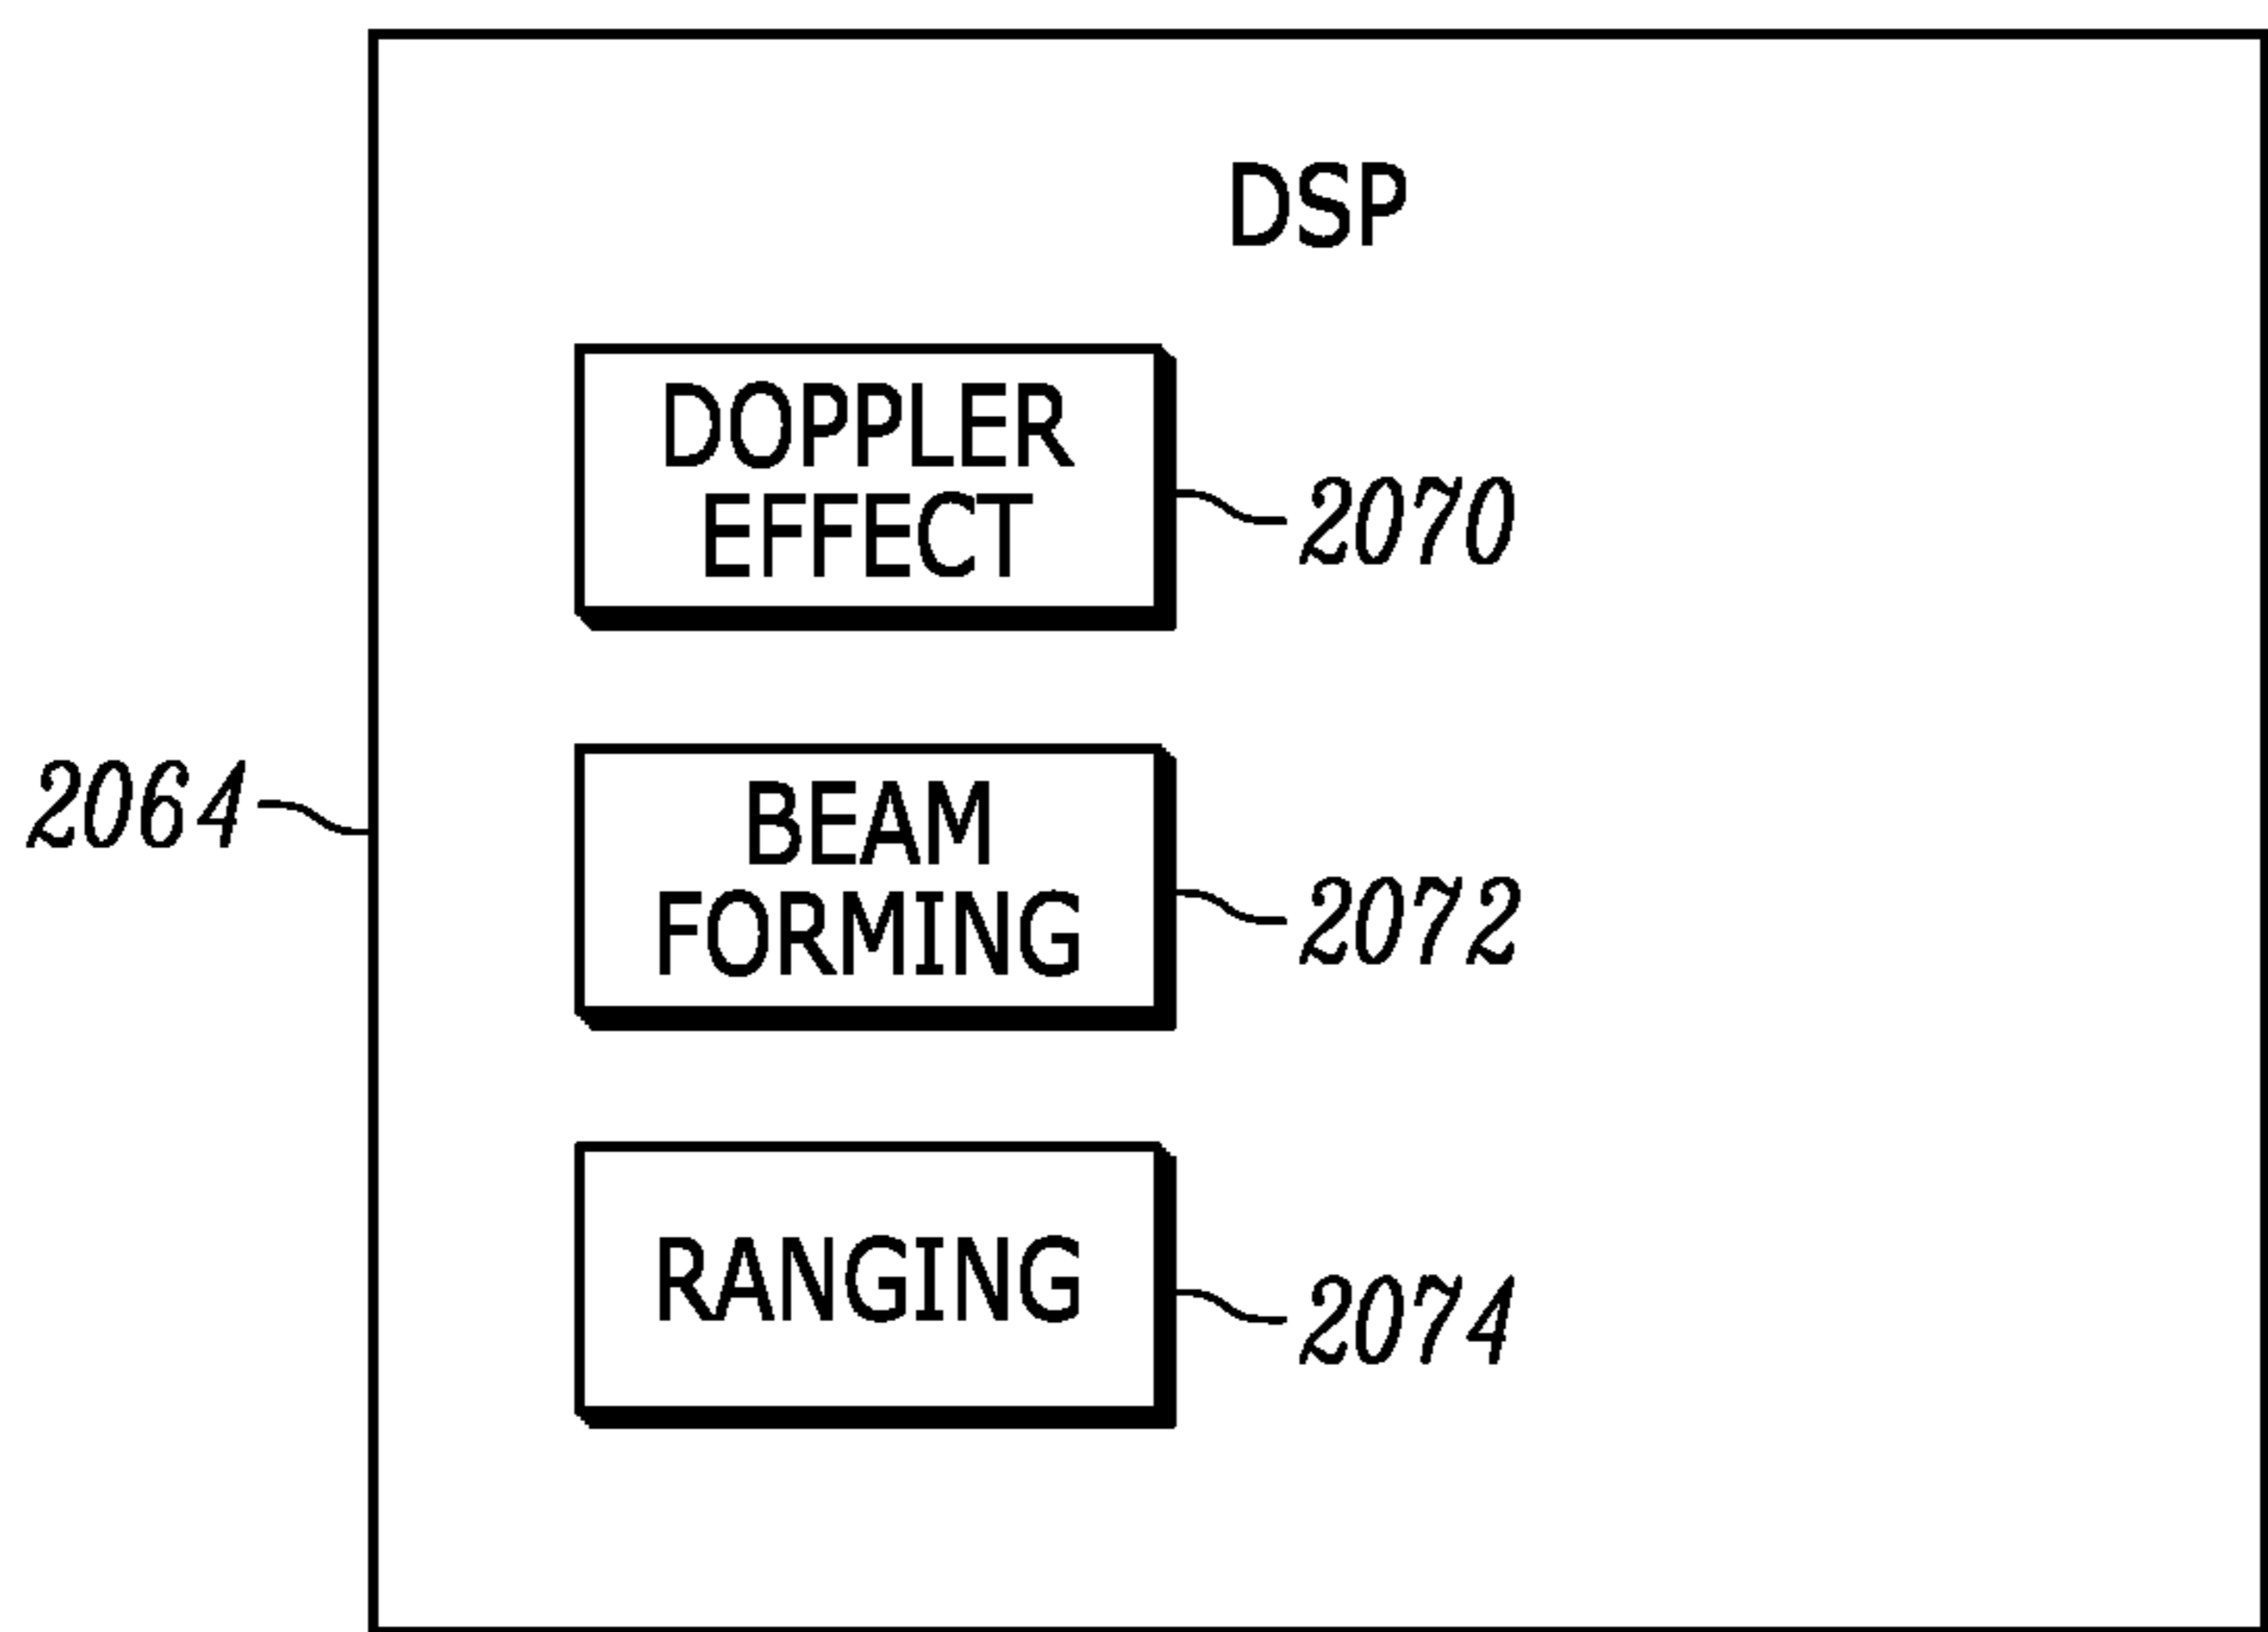 DSP
DOPPLER
EFFECT
2070
2064
BEAM
FORMING
2072
RANGING
2074